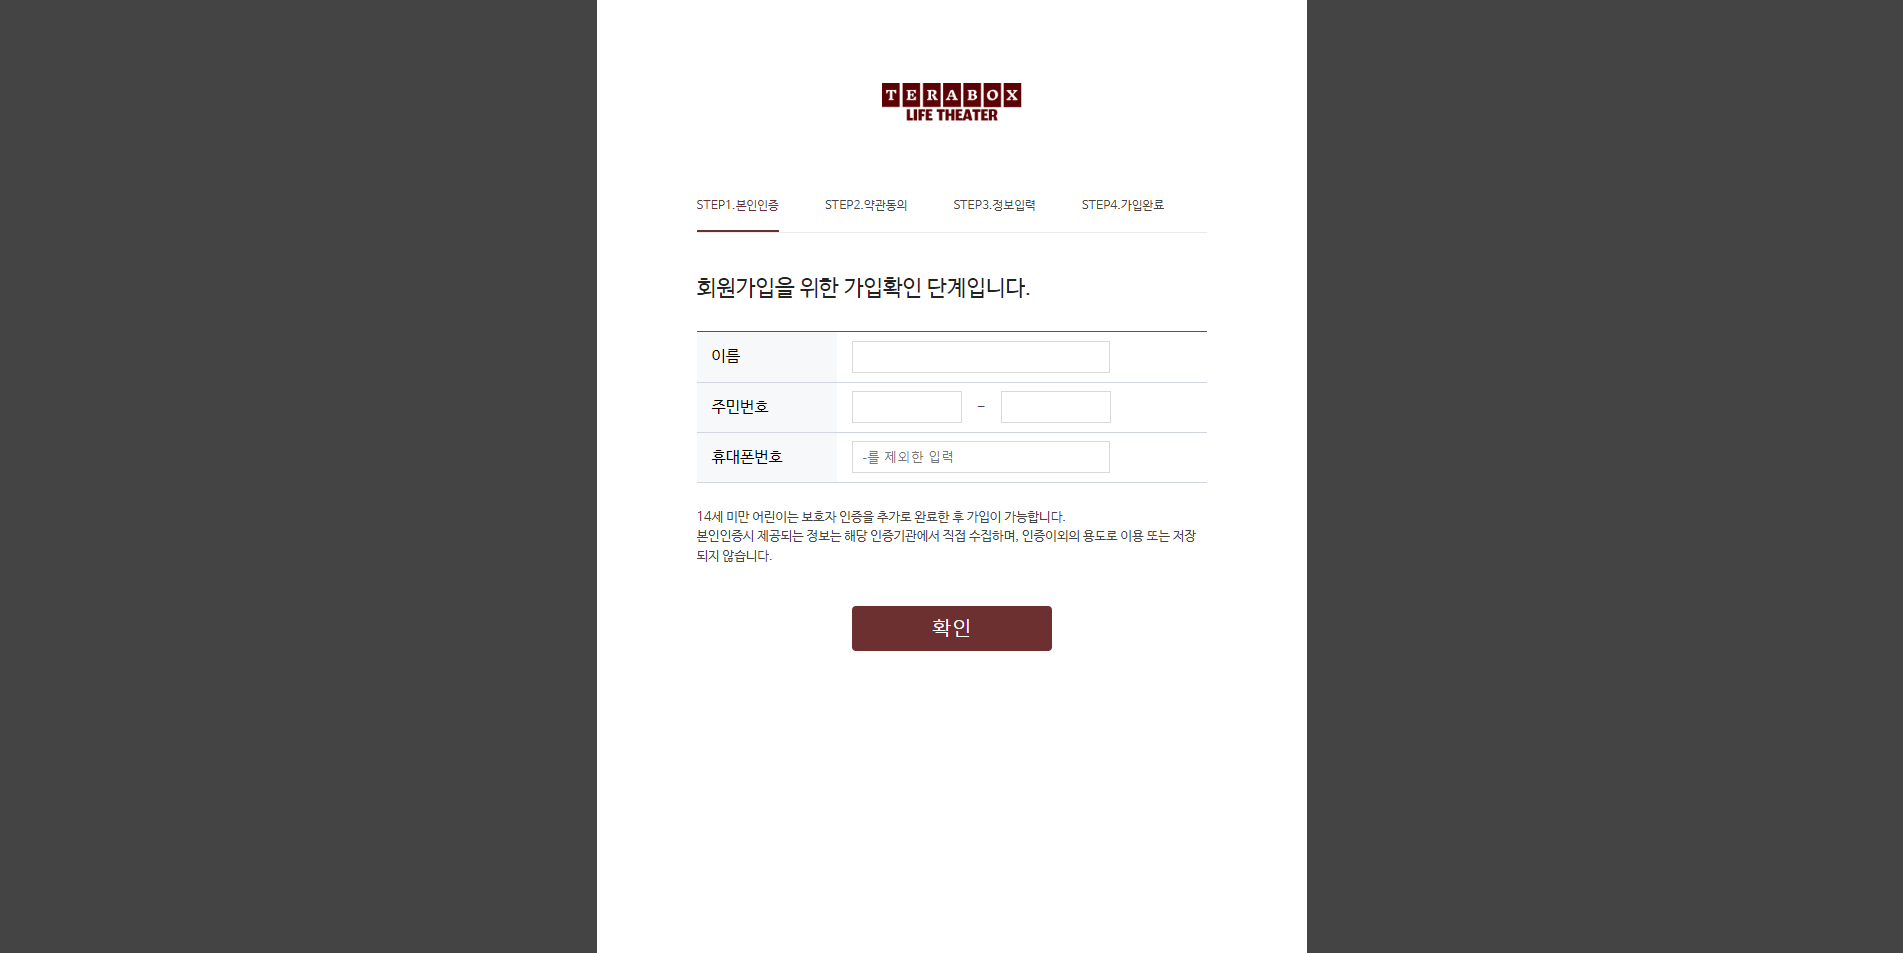 TERABOX
LIFE THEATER
STEP1.본인인증 STEP2.약관동의 STEP3.정보입력 STEP4.가입완료
회원가입을 위한 가입확인 단계입니다.
이름
주민번호 -
휴대폰번호 -를 제외한 입력
14세 미만 어린이는 보호자 인증을 추가로 완료한 후 가입이 가능합니다.
본인인증시 제공되는 정보는 해당 인증기관에서 직접 수집하며, 인증이외의 용도로 이용 또는 저장
되지 않습니다.
확인